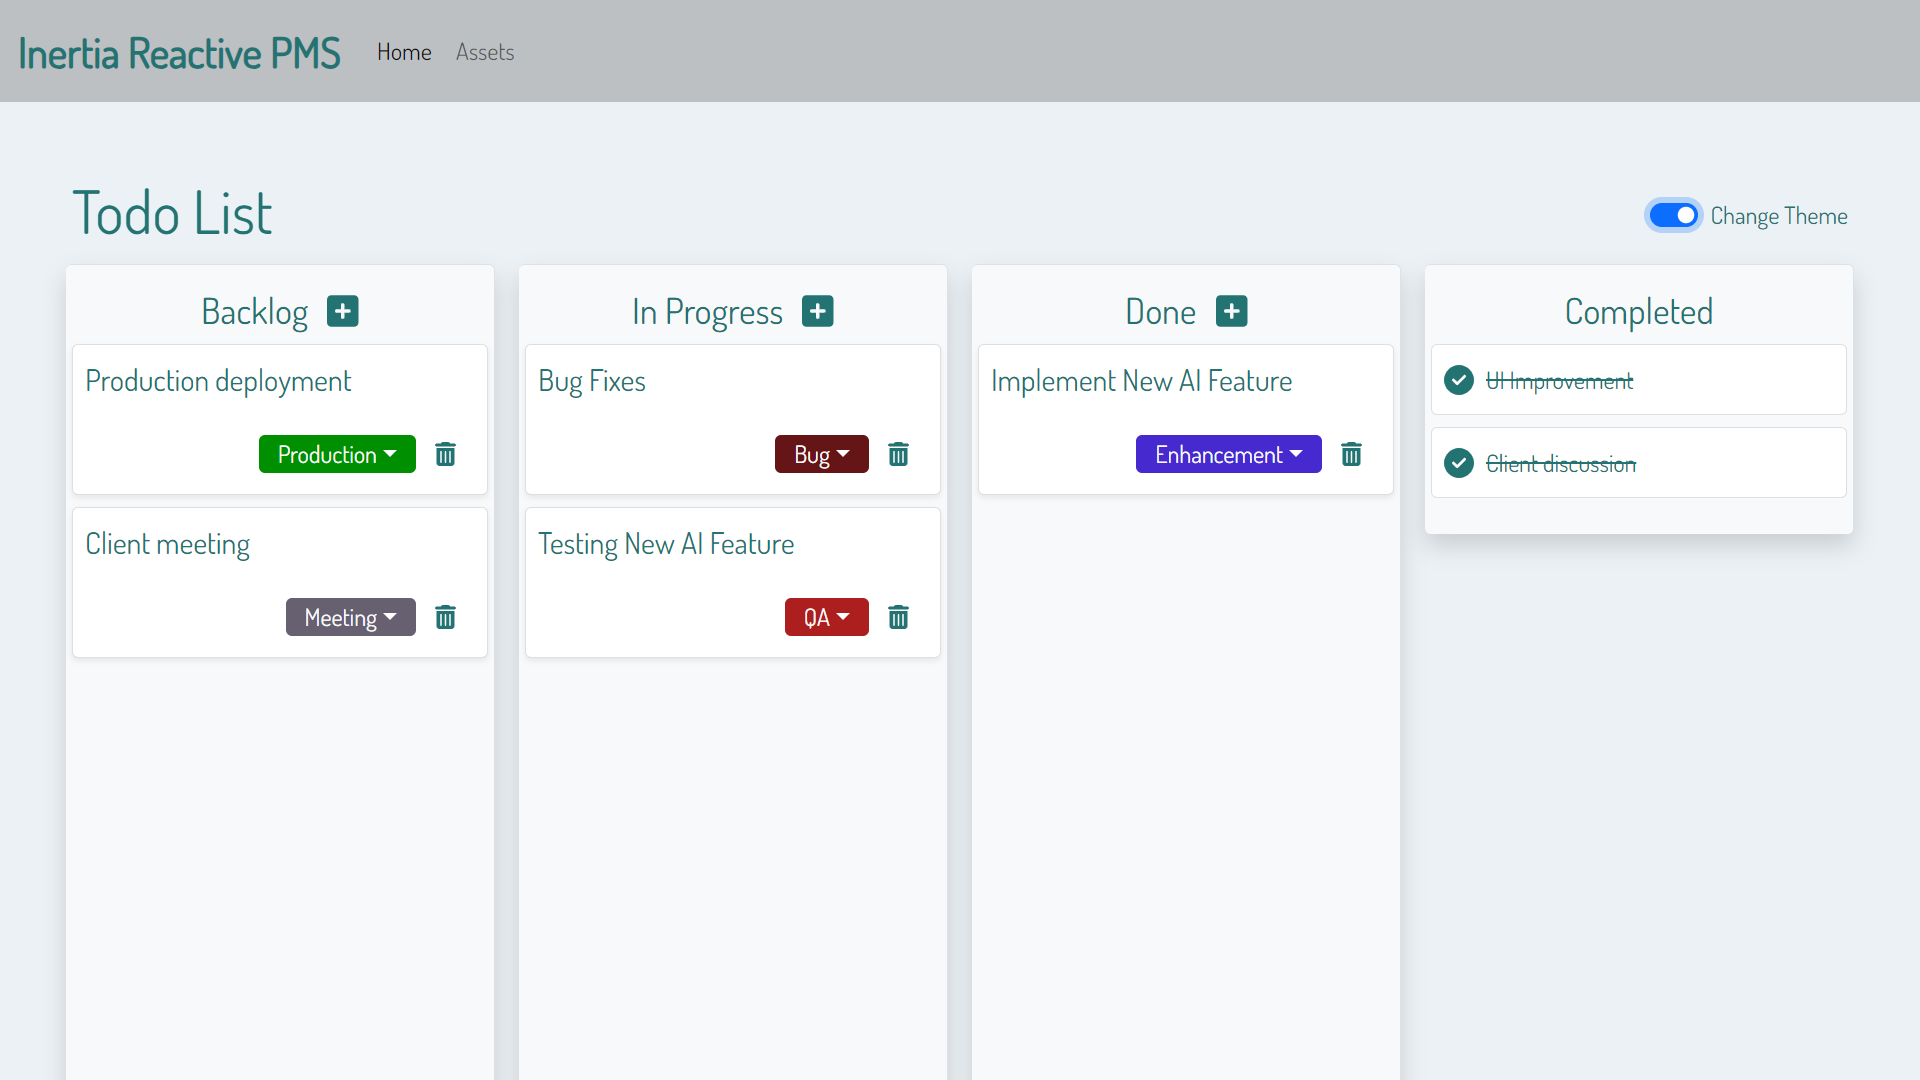 Inertia Reactive PMS
Home
Assets
Todo List
Change Theme
Backlog
Production deployment
Production
Client meeting
Meeting
In Progress
Bug Fixes
Bug
Testing New AI Feature
QA
Done
Implement New AI Feature
Enhancement
Completed
UI Improvement
Client discussion